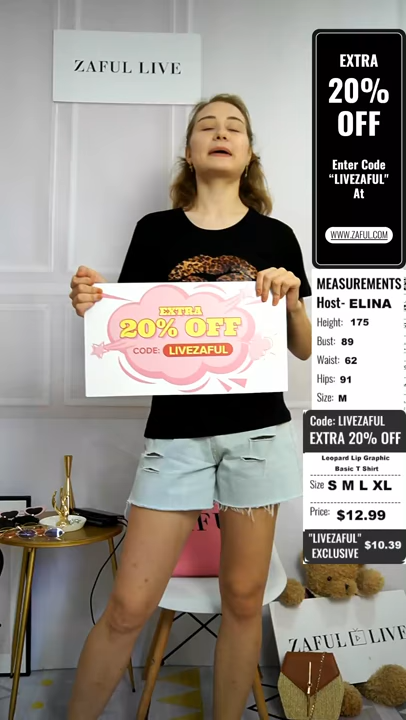 ZAFUL LIVE
EXTRA
20%
OFF
Enter Code
“LIVEZAFUL”
At
WWW.ZAFUL.COM
MEASUREMENTS
Host- ELINA
Height: 175
Bust: 89
Waist: 62
Hips: 91
Size: M
Code: LIVEZAFUL
EXTRA 20% OFF
Leopard Lip Graphic
Basic T Shirt
Size S M L XL
Price: $12.99
"LIVEZAFUL"
EXCLUSIVE $10.39
EXTRA
20% OFF
CODE: LIVEZAFUL
ZAFUL LIVE